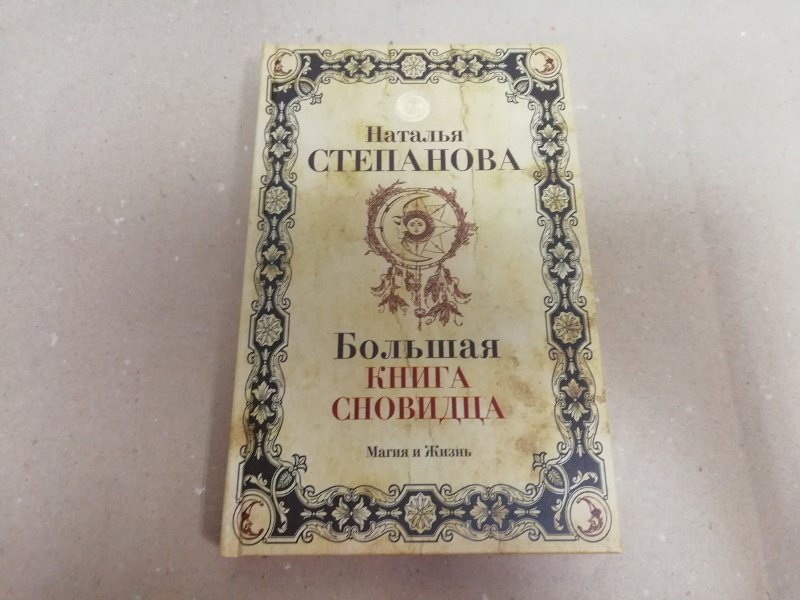 Наталья
СТЕПАНОВА
Большая
КНИГА
СНОВИДЦА
Магия и Жизнь